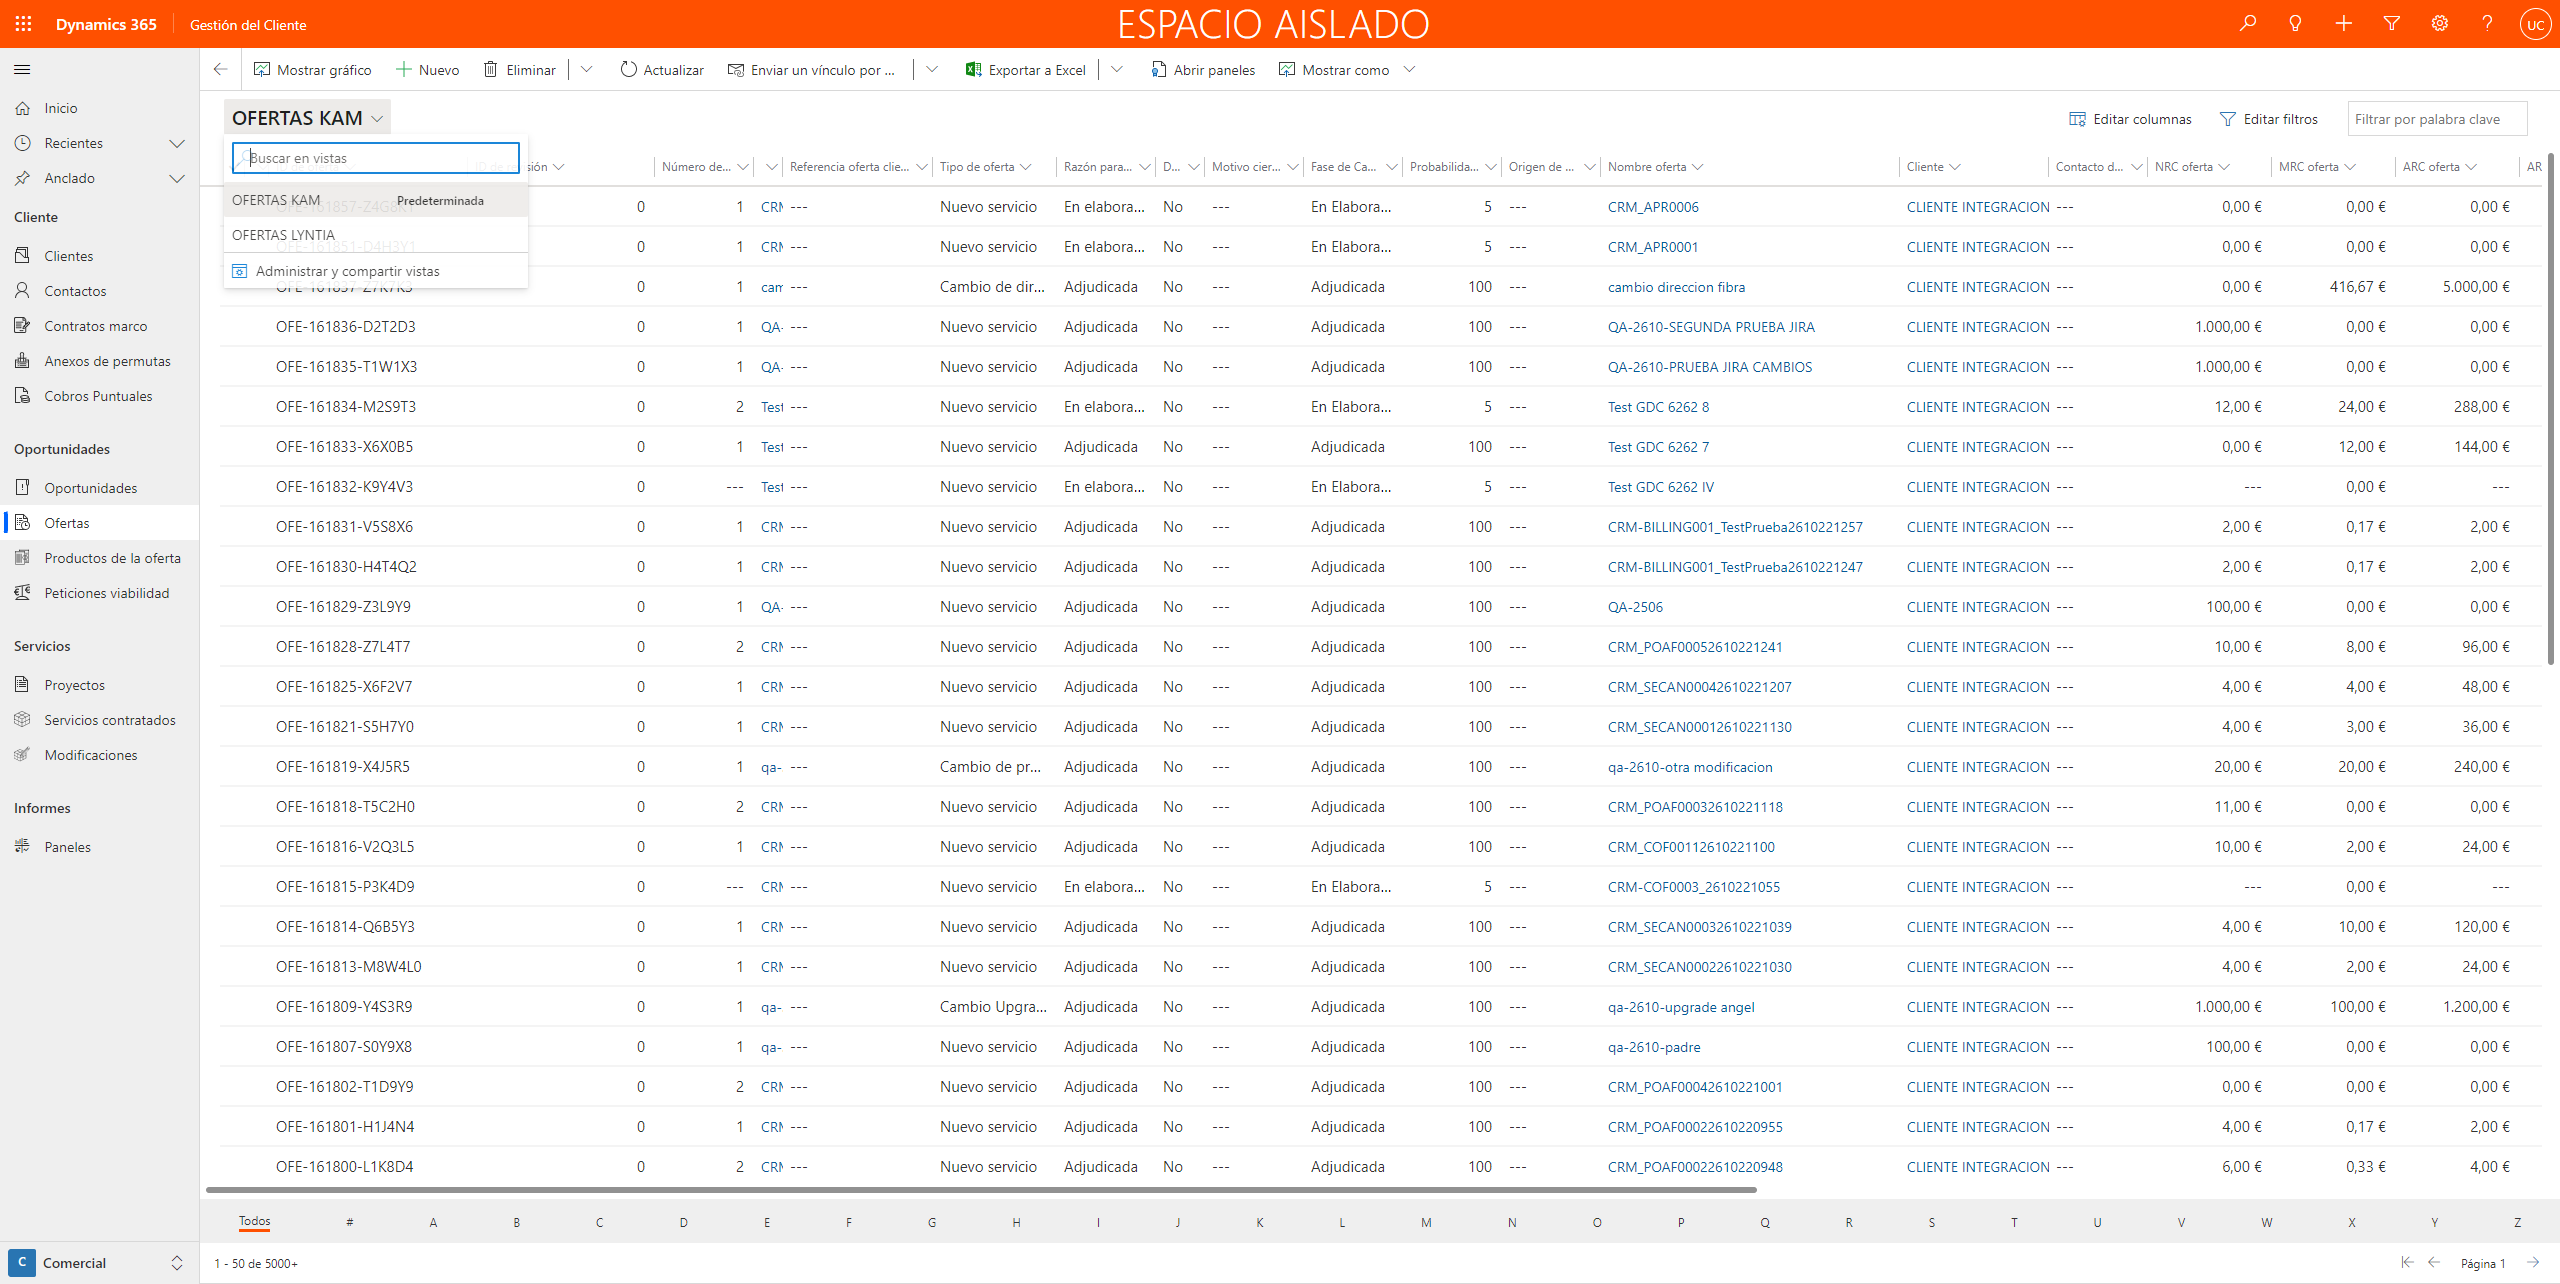 Dynamics 365 Gestión del Cliente ESPACIO AISLADO UC
Mostrar gráfico Nuevo Eliminar Actualizar Enviar un vínculo por ... Exportar a Excel Abrir paneles Mostrar como
Inicio
Recientes
Anclado
Cliente
Clientes
Contactos
Contratos marco
Anexos de permutas
Cobros Puntuales
Oportunidades
Oportunidades
Ofertas
Productos de la oferta
Peticiones viabilidad
Servicios
Proyectos
Servicios contratados
Modificaciones
Informes
Paneles
C Comercial
OFERTAS KAM Editar columnas Editar filtros Filtrar por palabra clave
Buscar en vistas
OFERTAS KAM Predeterminada
OFERTAS LYNTIA
Administrar y compartir vistas
ID de revisión Número de... Referencia oferta clie... Tipo de oferta Razón para... D... Motivo cier... Fase de Ca... Probabilida... Origen de ... Nombre oferta Cliente Contacto d... NRC oferta MRC oferta ARC oferta AR
0 1 CRM --- Nuevo servicio En elabora... No --- En Elabora... 5 --- CRM_APR0006 CLIENTE INTEGRACION --- 0,00 € 0,00 € 0,00 €
0 1 CRM --- Nuevo servicio En elabora... No --- En Elabora... 5 --- CRM_APR0001 CLIENTE INTEGRACION --- 0,00 € 0,00 € 0,00 €
OFE-161837-Z7K7K3 0 1 cam --- Cambio de dir... Adjudicada No --- Adjudicada 100 --- cambio direccion fibra CLIENTE INTEGRACION --- 0,00 € 416,67 € 5.000,00 €
OFE-161836-D2T2D3 0 1 QA- --- Nuevo servicio Adjudicada No --- Adjudicada 100 --- QA-2610-SEGUNDA PRUEBA JIRA CLIENTE INTEGRACION --- 1.000,00 € 0,00 € 0,00 €
OFE-161835-T1W1X3 0 1 QA- --- Nuevo servicio Adjudicada No --- Adjudicada 100 --- QA-2610-PRUEBA JIRA CAMBIOS CLIENTE INTEGRACION --- 1.000,00 € 0,00 € 0,00 €
OFE-161834-M2S9T3 0 2 Test --- Nuevo servicio En elabora... No --- En Elabora... 5 --- Test GDC 6262 8 CLIENTE INTEGRACION --- 12,00 € 24,00 € 288,00 €
OFE-161833-X6X0B5 0 1 Test --- Nuevo servicio Adjudicada No --- Adjudicada 100 --- Test GDC 6262 7 CLIENTE INTEGRACION --- 0,00 € 12,00 € 144,00 €
OFE-161832-K9Y4V3 0 --- Test --- Nuevo servicio En elabora... No --- En Elabora... 5 --- Test GDC 6262 IV CLIENTE INTEGRACION --- --- 0,00 € ---
OFE-161831-V5S8X6 0 1 CRM --- Nuevo servicio Adjudicada No --- Adjudicada 100 --- CRM-BILLING001_TestPrueba2610221257 CLIENTE INTEGRACION --- 2,00 € 0,17 € 2,00 €
OFE-161830-H4T4Q2 0 1 CRM --- Nuevo servicio Adjudicada No --- Adjudicada 100 --- CRM-BILLING001_TestPrueba2610221247 CLIENTE INTEGRACION --- 2,00 € 0,17 € 2,00 €
OFE-161829-Z3L9Y9 0 1 QA- --- Nuevo servicio Adjudicada No --- Adjudicada 100 --- QA-2506 CLIENTE INTEGRACION --- 100,00 € 0,00 € 0,00 €
OFE-161828-Z7L4T7 0 2 CRM --- Nuevo servicio Adjudicada No --- Adjudicada 100 --- CRM_POAF00052610221241 CLIENTE INTEGRACION --- 10,00 € 8,00 € 96,00 €
OFE-161825-X6F2V7 0 1 CRM --- Nuevo servicio Adjudicada No --- Adjudicada 100 --- CRM_SECAN00042610221207 CLIENTE INTEGRACION --- 4,00 € 4,00 € 48,00 €
OFE-161821-S5H7Y0 0 1 CRM --- Nuevo servicio Adjudicada No --- Adjudicada 100 --- CRM_SECAN00012610221130 CLIENTE INTEGRACION --- 4,00 € 3,00 € 36,00 €
OFE-161819-X4J5R5 0 1 qa- --- Cambio de pr... Adjudicada No --- Adjudicada 100 --- qa-2610-otra modificacion CLIENTE INTEGRACION --- 20,00 € 20,00 € 240,00 €
OFE-161818-T5C2H0 0 2 CRM --- Nuevo servicio Adjudicada No --- Adjudicada 100 --- CRM_POAF00032610221118 CLIENTE INTEGRACION --- 11,00 € 0,00 € 0,00 €
OFE-161816-V2Q3L5 0 1 CRM --- Nuevo servicio Adjudicada No --- Adjudicada 100 --- CRM_COF00112610221100 CLIENTE INTEGRACION --- 10,00 € 2,00 € 24,00 €
OFE-161815-P3K4D9 0 --- CRM --- Nuevo servicio En elabora... No --- En Elabora... 5 --- CRM-COF0003_2610221055 CLIENTE INTEGRACION --- --- 0,00 € ---
OFE-161814-Q6B5Y3 0 1 CRM --- Nuevo servicio Adjudicada No --- Adjudicada 100 --- CRM_SECAN00032610221039 CLIENTE INTEGRACION --- 4,00 € 10,00 € 120,00 €
OFE-161813-M8W4L0 0 1 CRM --- Nuevo servicio Adjudicada No --- Adjudicada 100 --- CRM_SECAN00022610221030 CLIENTE INTEGRACION --- 4,00 € 2,00 € 24,00 €
OFE-161809-Y4S3R9 0 1 qa- --- Cambio Upgra... Adjudicada No --- Adjudicada 100 --- qa-2610-upgrade angel CLIENTE INTEGRACION --- 1.000,00 € 100,00 € 1.200,00 €
OFE-161807-S0Y9X8 0 1 qa- --- Nuevo servicio Adjudicada No --- Adjudicada 100 --- qa-2610-padre CLIENTE INTEGRACION --- 100,00 € 0,00 € 0,00 €
OFE-161802-T1D9Y9 0 2 CRM --- Nuevo servicio Adjudicada No --- Adjudicada 100 --- CRM_POAF00042610221001 CLIENTE INTEGRACION --- 0,00 € 0,00 € 0,00 €
OFE-161801-H1J4N4 0 1 CRM --- Nuevo servicio Adjudicada No --- Adjudicada 100 --- CRM_POAF00022610220955 CLIENTE INTEGRACION --- 4,00 € 0,17 € 2,00 €
OFE-161800-L1K8D4 0 2 CRM --- Nuevo servicio Adjudicada No --- Adjudicada 100 --- CRM_POAF00022610220948 CLIENTE INTEGRACION --- 6,00 € 0,33 € 4,00 €
Todos # A B C D E F G H I J K L M N O P Q R S T U V W X Y Z
1 - 50 de 5000+ Página 1